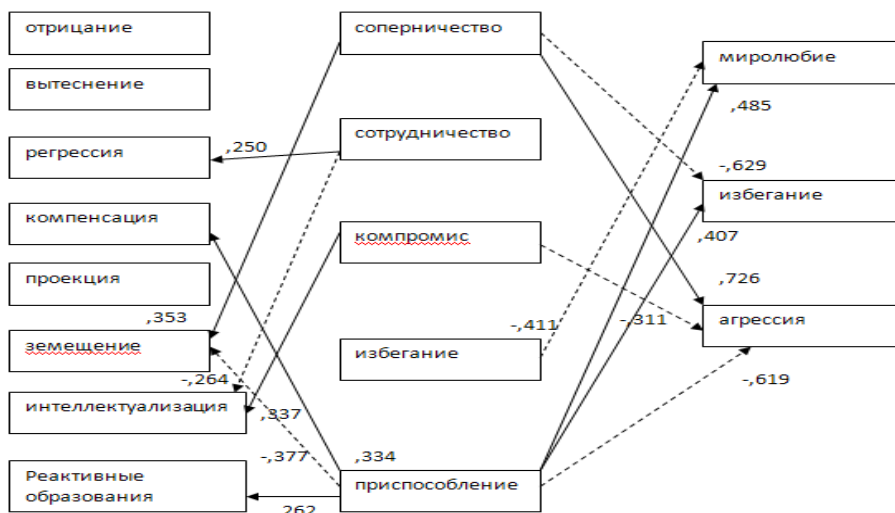 отрицание
вытеснение
регрессия
компенсация
проекция
земещение
интеллектуализация
Реактивные
образования
соперничество
сотрудничество
компромис
избегание
приспособление
миролюбие
избегание
агрессия
,250
,353
-,264
,337
-,377
,334
,262
,485
-,629
,407
,726
-,411
-,311
-,619